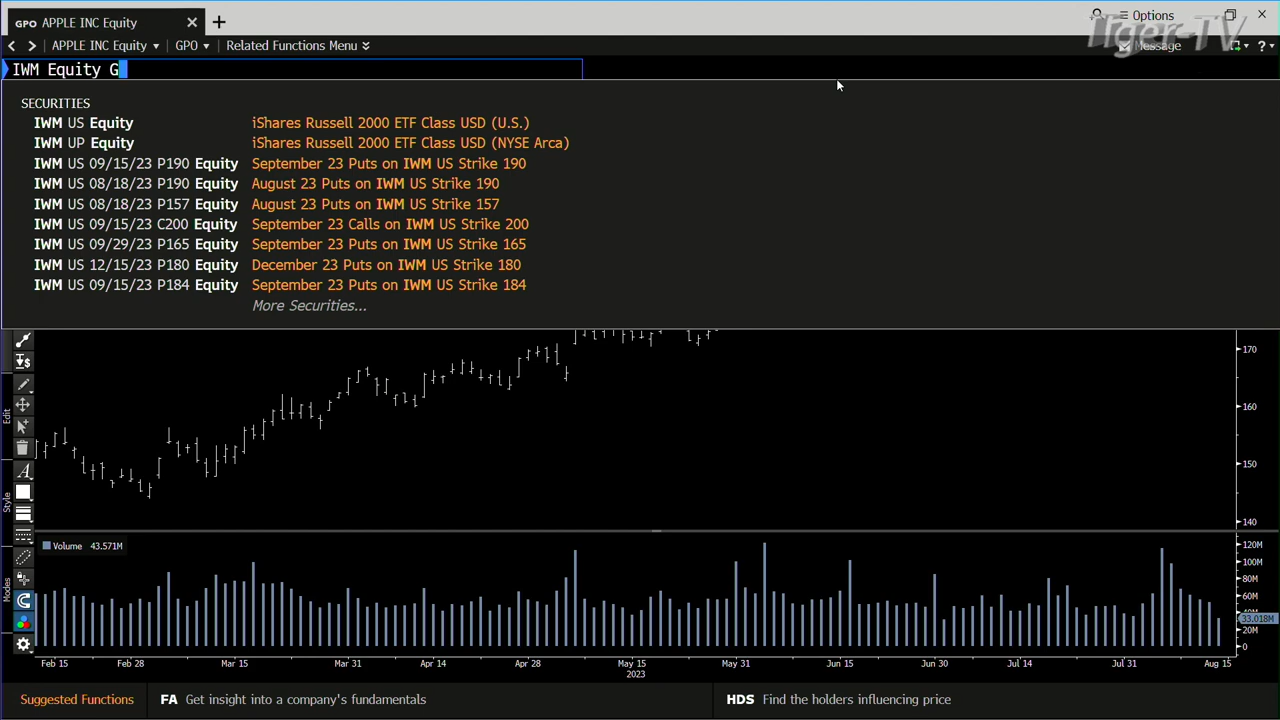 GPO APPLE INC Equity
Options
Tiger-TV
APPLE INC Equity GPO Related Functions Menu
Message
?
IWM Equity G
SECURITIES
IWM US Equity iShares Russell 2000 ETF Class USD (U.S.)
IWM UP Equity iShares Russell 2000 ETF Class USD (NYSE Arca)
IWM US 09/15/23 P190 Equity September 23 Puts on IWM US Strike 190
IWM US 08/18/23 P190 Equity August 23 Puts on IWM US Strike 190
IWM US 08/18/23 P157 Equity August 23 Puts on IWM US Strike 157
IWM US 09/15/23 C200 Equity September 23 Calls on IWM US Strike 200
IWM US 09/29/23 P165 Equity September 23 Puts on IWM US Strike 165
IWM US 12/15/23 P180 Equity December 23 Puts on IWM US Strike 180
IWM US 09/15/23 P184 Equity September 23 Puts on IWM US Strike 184
More Securities...
170
160
150
140
Edit
Style
Modes
Volume 43.571M
120M
100M
80M
60M
40M
33.018M
20M
0
Feb 15 Feb 28 Mar 15 Mar 31 Apr 14 Apr 28 May 15 May 31 Jun 15 Jun 30 Jul 14 Jul 31 Aug 15
2023
Suggested Functions FA Get insight into a company's fundamentals HDS Find the holders influencing price